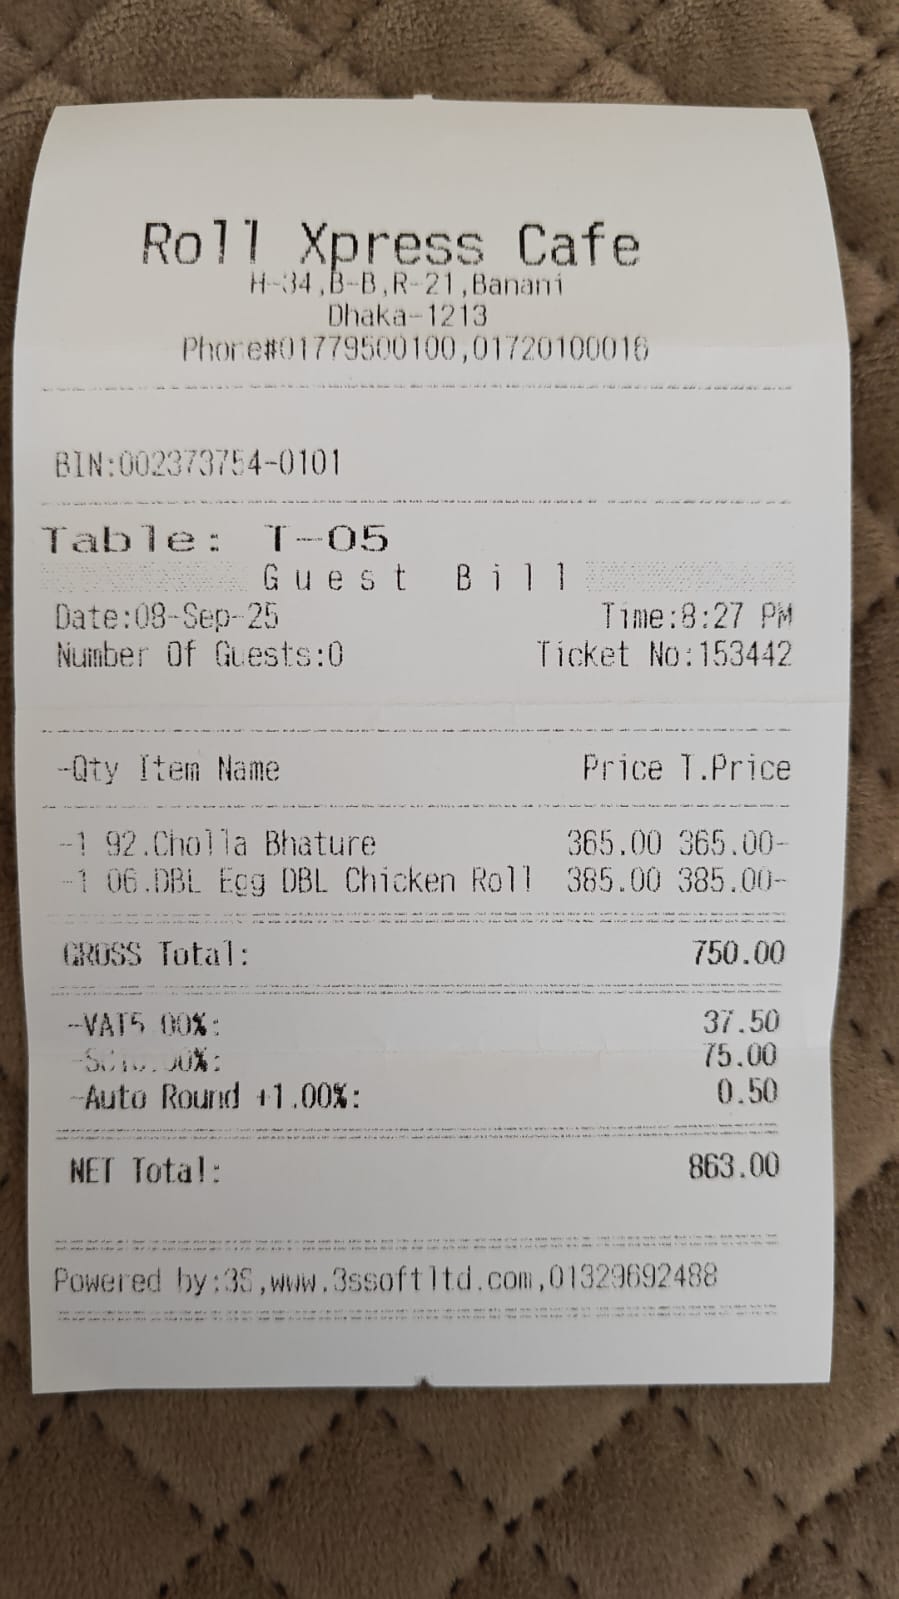 Roll Xpress Cafe
H-34,B-B,R-21,Banani
Dhaka-1213
Phone#01779500100,01720100016
BIN:002373754-0101
Table: T-05
Guest Bill
Date:08-Sep-25 Time:8:27 PM
Number Of Guests:0 Ticket No:153442
-Qty Item Name Price T.Price
-1 92.Cholla Bhature 365.00 365.00-
-1 06.DBL Egg DBL Chicken Roll 385.00 385.00-
GROSS Total: 750.00
-VAT5.00%: 37.50
-SC10.00%: 75.00
-Auto Round +1.00%: 0.50
NET Total: 863.00
Powered by:3S,www.3ssoftltd.com,01329692488